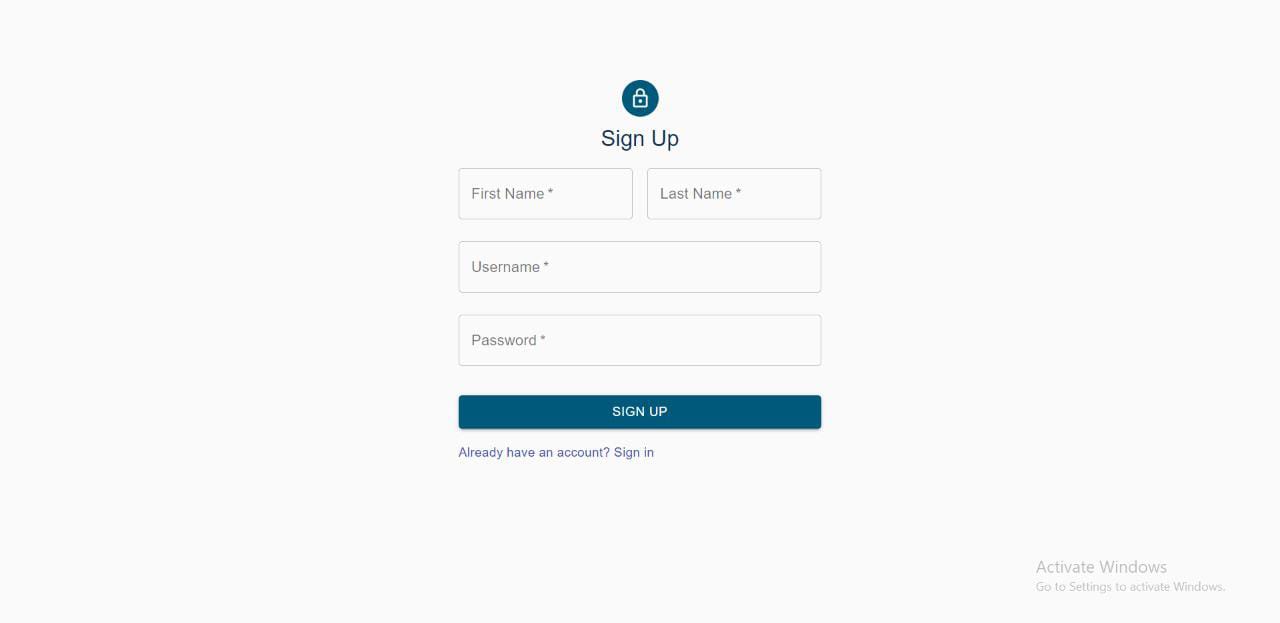 Sign Up
First Name *
Last Name *
Username *
Password *
SIGN UP
Already have an account? Sign in
Activate Windows
Go to Settings to activate Windows.